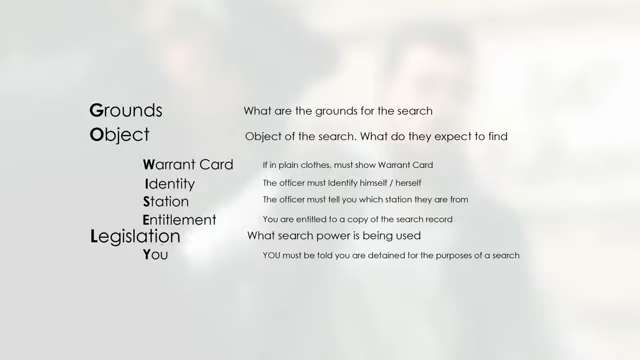 Grounds What are the grounds for the search
Object Object of the search. What do they expect to find
Warrant Card If in plain clothes, must show Warrant Card
Identity The officer must Identify himself / herself
Station The officer must tell you which station they are from
Entitlement You are entitled to a copy of the search record
Legislation What search power is being used
You YOU must be told you are detained for the purposes of a search